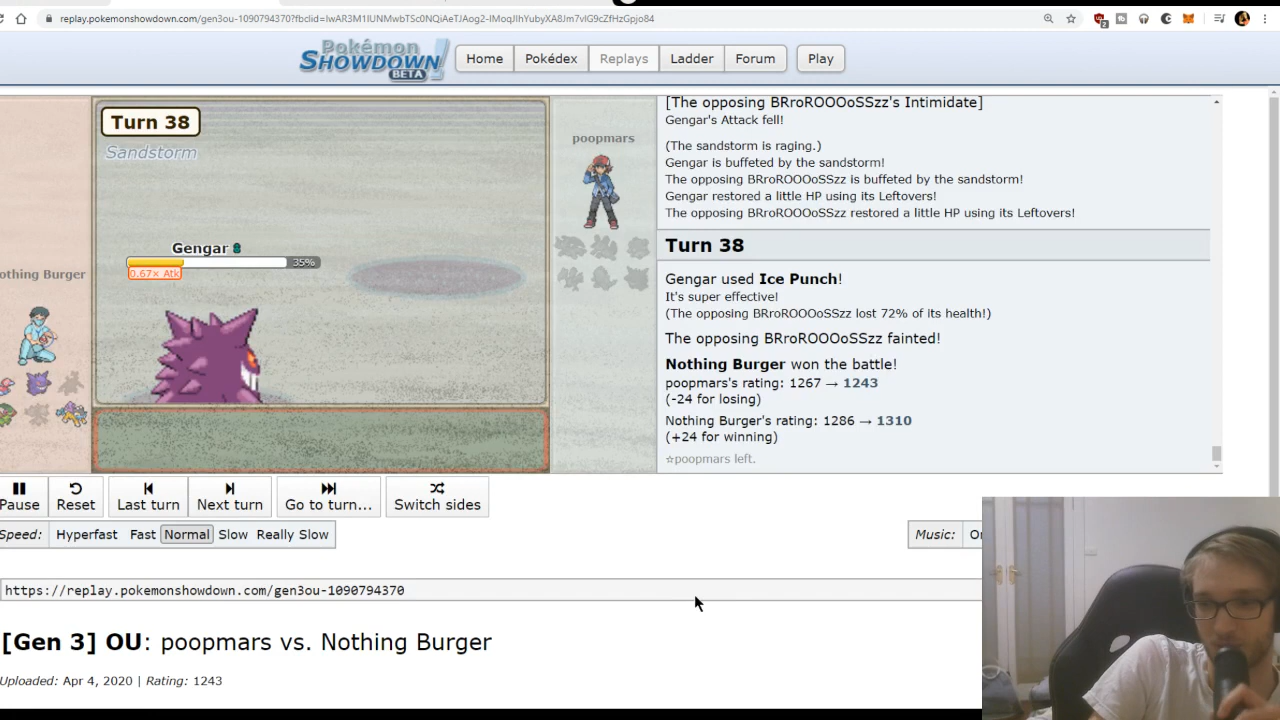 replay.pokemonshowdown.com/gen3ou-1090794370?fbclid=IwAR3M1IUNMwbTSc0NQiAeTJAog2-IMoqJIhYubyXA8Jm7vIG9cZfHzGpjo84
Pokémon
SHOWDOWN!
BETA
Home
Pokédex
Replays
Ladder
Forum
Play
Turn 38
Sandstorm
Gengar
35%
0.67× Atk
othing Burger
poopmars
[The opposing BRroROOOoSSzz's Intimidate]
Gengar's Attack fell!
(The sandstorm is raging.)
Gengar is buffeted by the sandstorm!
The opposing BRroROOOoSSzz is buffeted by the sandstorm!
Gengar restored a little HP using its Leftovers!
The opposing BRroROOOoSSzz restored a little HP using its Leftovers!
Turn 38
Gengar used Ice Punch!
It's super effective!
(The opposing BRroROOOoSSzz lost 72% of its health!)
The opposing BRroROOOoSSzz fainted!
Nothing Burger won the battle!
poopmars's rating: 1267 → 1243
(-24 for losing)
Nothing Burger's rating: 1286 → 1310
(+24 for winning)
☆poopmars left.
Pause
Reset
Last turn
Next turn
Go to turn...
Switch sides
Speed:
Hyperfast
Fast
Normal
Slow
Really Slow
Music:
https://replay.pokemonshowdown.com/gen3ou-1090794370
[Gen 3] OU: poopmars vs. Nothing Burger
Uploaded: Apr 4, 2020 | Rating: 1243